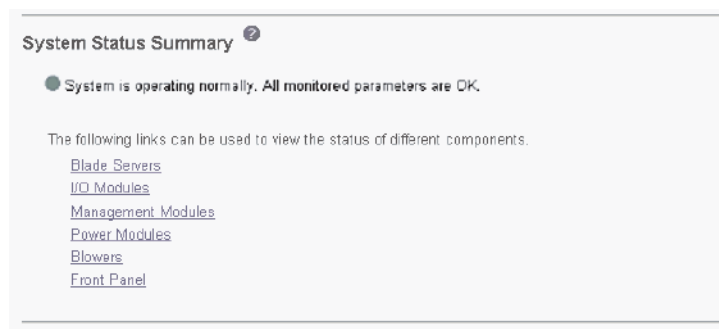 System Status Summary ?
System is operating normally. All monitored parameters are OK.
The following links can be used to view the status of different components.
Blade Servers
I/O Modules
Management Modules
Power Modules
Blowers
Front Panel